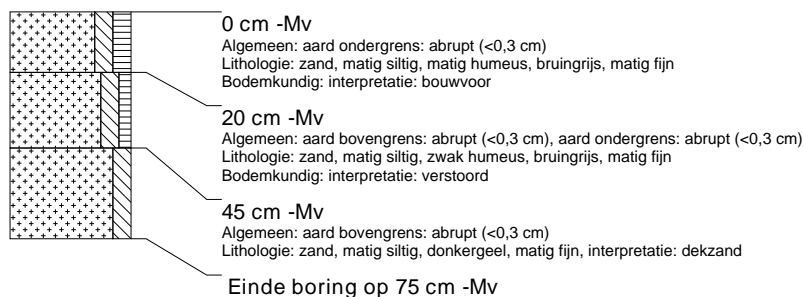 0 cm -Mv
Algemeen: aard ondergrens: abrupt (<0,3 cm)
Lithologie: zand, matig siltig, matig humeus, bruingrijs, matig fijn
Bodemkundig: interpretatie: bouwvoor
20 cm -Mv
Algemeen: aard bovengrens: abrupt (<0,3 cm), aard ondergrens: abrupt (<0,3 cm)
Lithologie: zand, matig siltig, zwak humeus, bruingrijs, matig fijn
Bodemkundig: interpretatie: verstoord
45 cm -Mv
Algemeen: aard bovengrens: abrupt (<0,3 cm)
Lithologie: zand, matig siltig, donkergeel, matig fijn, interpretatie: dekzand
Einde boring op 75 cm -Mv